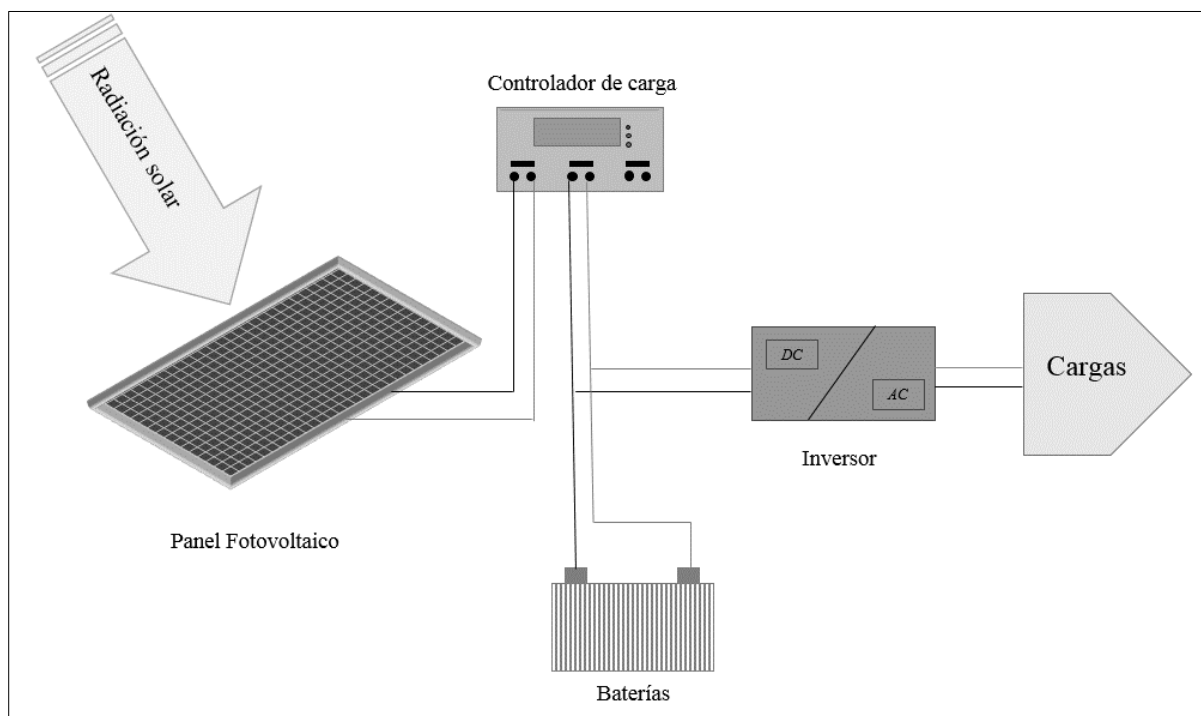 Radiación solar
Controlador de carga
DC
AC
Cargas
Inversor
Panel Fotovoltaico
Baterías